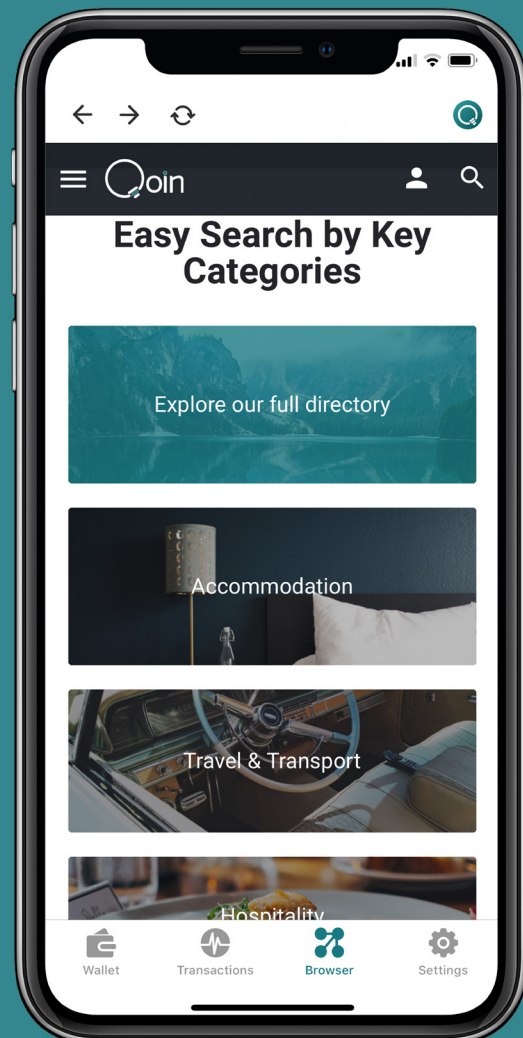 Qoin
Easy Search by Key
Categories
Explore our full directory
Accommodation
Travel & Transport
Hospitality
Wallet
Transactions
Browser
Settings